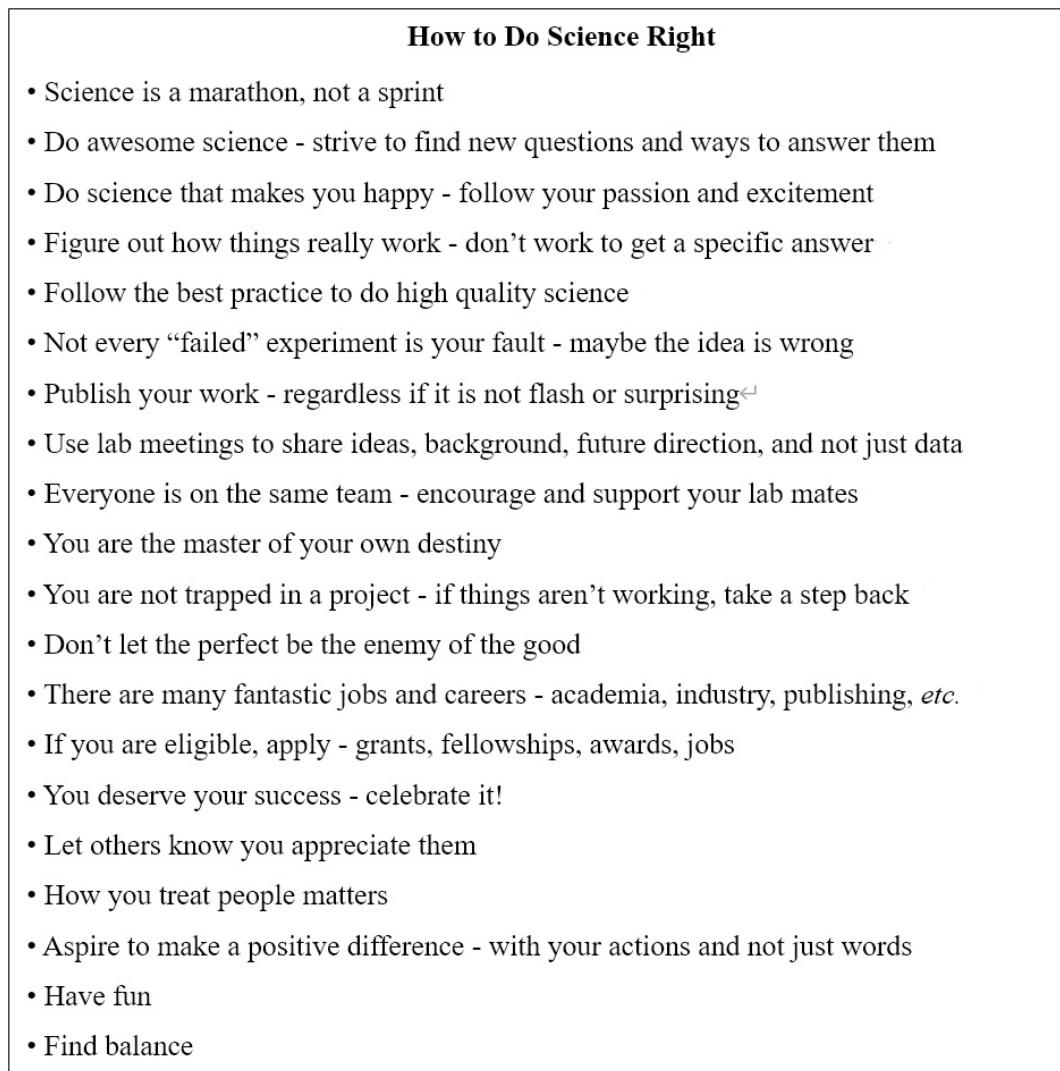 How to Do Science Right
• Science is a marathon, not a sprint
• Do awesome science - strive to find new questions and ways to answer them
• Do science that makes you happy - follow your passion and excitement
• Figure out how things really work - don’t work to get a specific answer
• Follow the best practice to do high quality science
• Not every “failed” experiment is your fault - maybe the idea is wrong
• Publish your work - regardless if it is not flash or surprising↵
• Use lab meetings to share ideas, background, future direction, and not just data
• Everyone is on the same team - encourage and support your lab mates
• You are the master of your own destiny
• You are not trapped in a project - if things aren’t working, take a step back
• Don’t let the perfect be the enemy of the good
• There are many fantastic jobs and careers - academia, industry, publishing, etc.
• If you are eligible, apply - grants, fellowships, awards, jobs
• You deserve your success - celebrate it!
• Let others know you appreciate them
• How you treat people matters
• Aspire to make a positive difference - with your actions and not just words
• Have fun
• Find balance